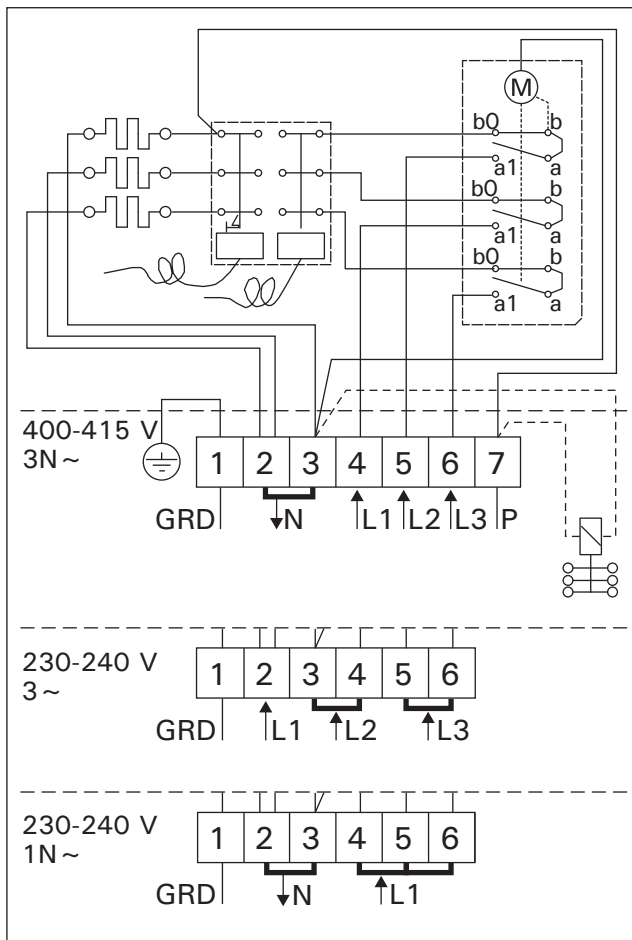 M
b0 b
a1 a
b0 b
a1 a
b0 b
a1 a
400-415 V
3N~
1 2 3 4 5 6 7
GRD N L1 L2 L3 P
230-240 V
3~
1 2 3 4 5 6
GRD L1 L2 L3
230-240 V
1N~
1 2 3 4 5 6
GRD N L1